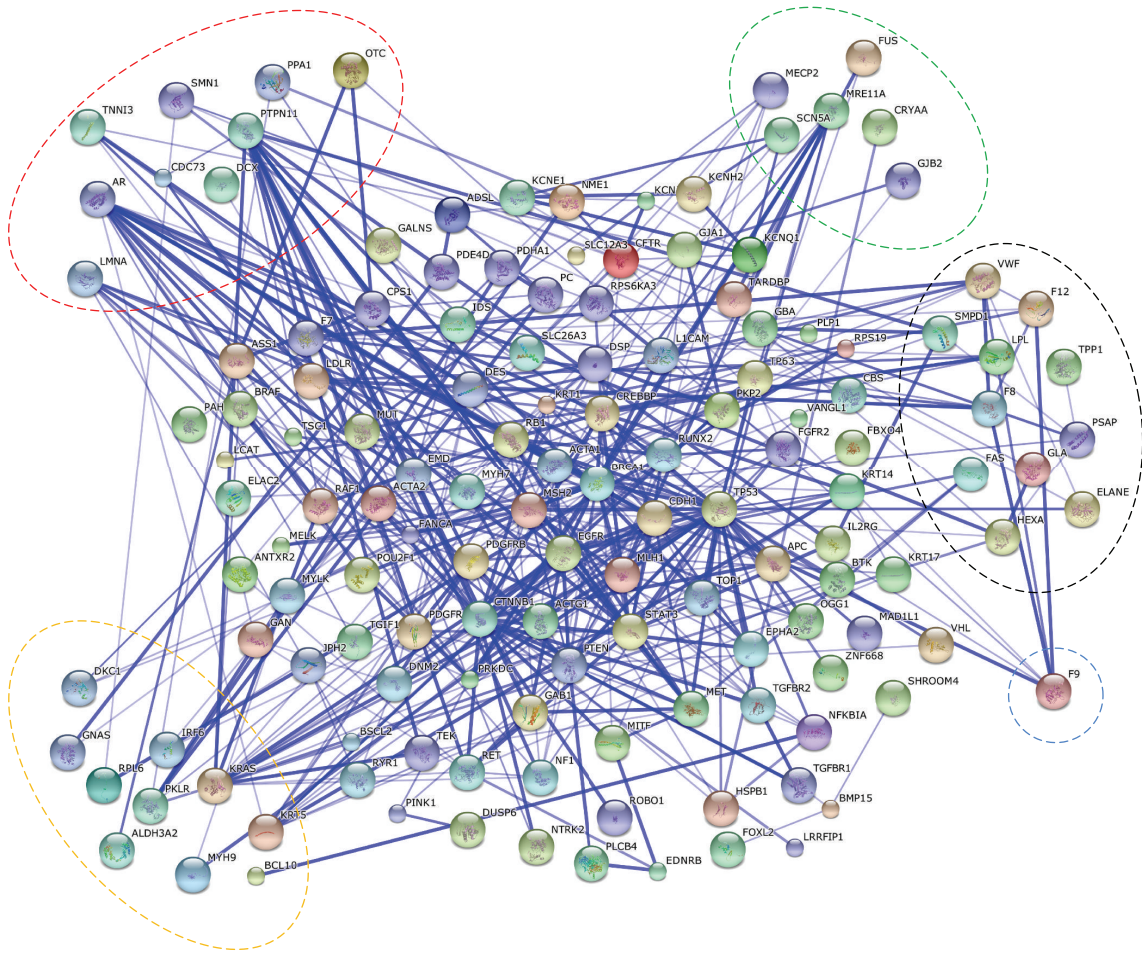 OTC
FUS
PPA1
SMN1
MECP2
MRE11A
TNNI3
PTPN11
CRYAA
SCN5A
CDC73
DCX
GJB2
AR
KCNE1
NME1
KCN
KCNH2
ADSL
GALNS
SLC12A3
CFTR
GJA1
KCNQ1
LMNA
PDE4D
PDHA1
VWF
PC
RPS6KA3
TARDBP
F12
CPS1
IDS
GBA
PLP1
SMPD1
F7
SLC26A3
L1CAM
RPS19
LPL
TPP1
ASS1
LDLR
DSP
TP63
DES
CBS
BRAF
KRT1
CREBBP
PKP2
F8
PAH
TSC1
MUT
RB1
VANGL1
PSAP
RUNX2
FGFR2
FBXO4
LCAT
EMD
ACTA1
BRCA1
FAS
GLA
ELAC2
RAF1
ACTA2
MYH7
MSH2
CDH1
TP53
KRT14
ELANE
FANCA
IL2RG
HEXA
MELK
PDGFRB
EGFR
MLH1
APC
BTK
KRT17
ANTXR2
POU2F1
MYLK
TOP1
CTNNB1
ACTG1
OGG1
MAD1L1
GAN
TGIF1
PDGFR
STAT3
EPHA2
VHL
JPH2
PTEN
ZNF668
DKC1
DNM2
PRKDC
F9
SHROOM4
GAB1
MET
TGFBR2
GNAS
IRF6
BSCL2
TEK
MITF
NFKBIA
RPL6
KRAS
RYR1
RET
NF1
TGFBR1
PKLR
PINK1
ROBO1
HSPB1
BMP15
ALDH3A2
KRT5
DUSP6
NTRK2
FOXL2
LRRFIP1
MYH9
BCL10
PLCB4
EDNRB